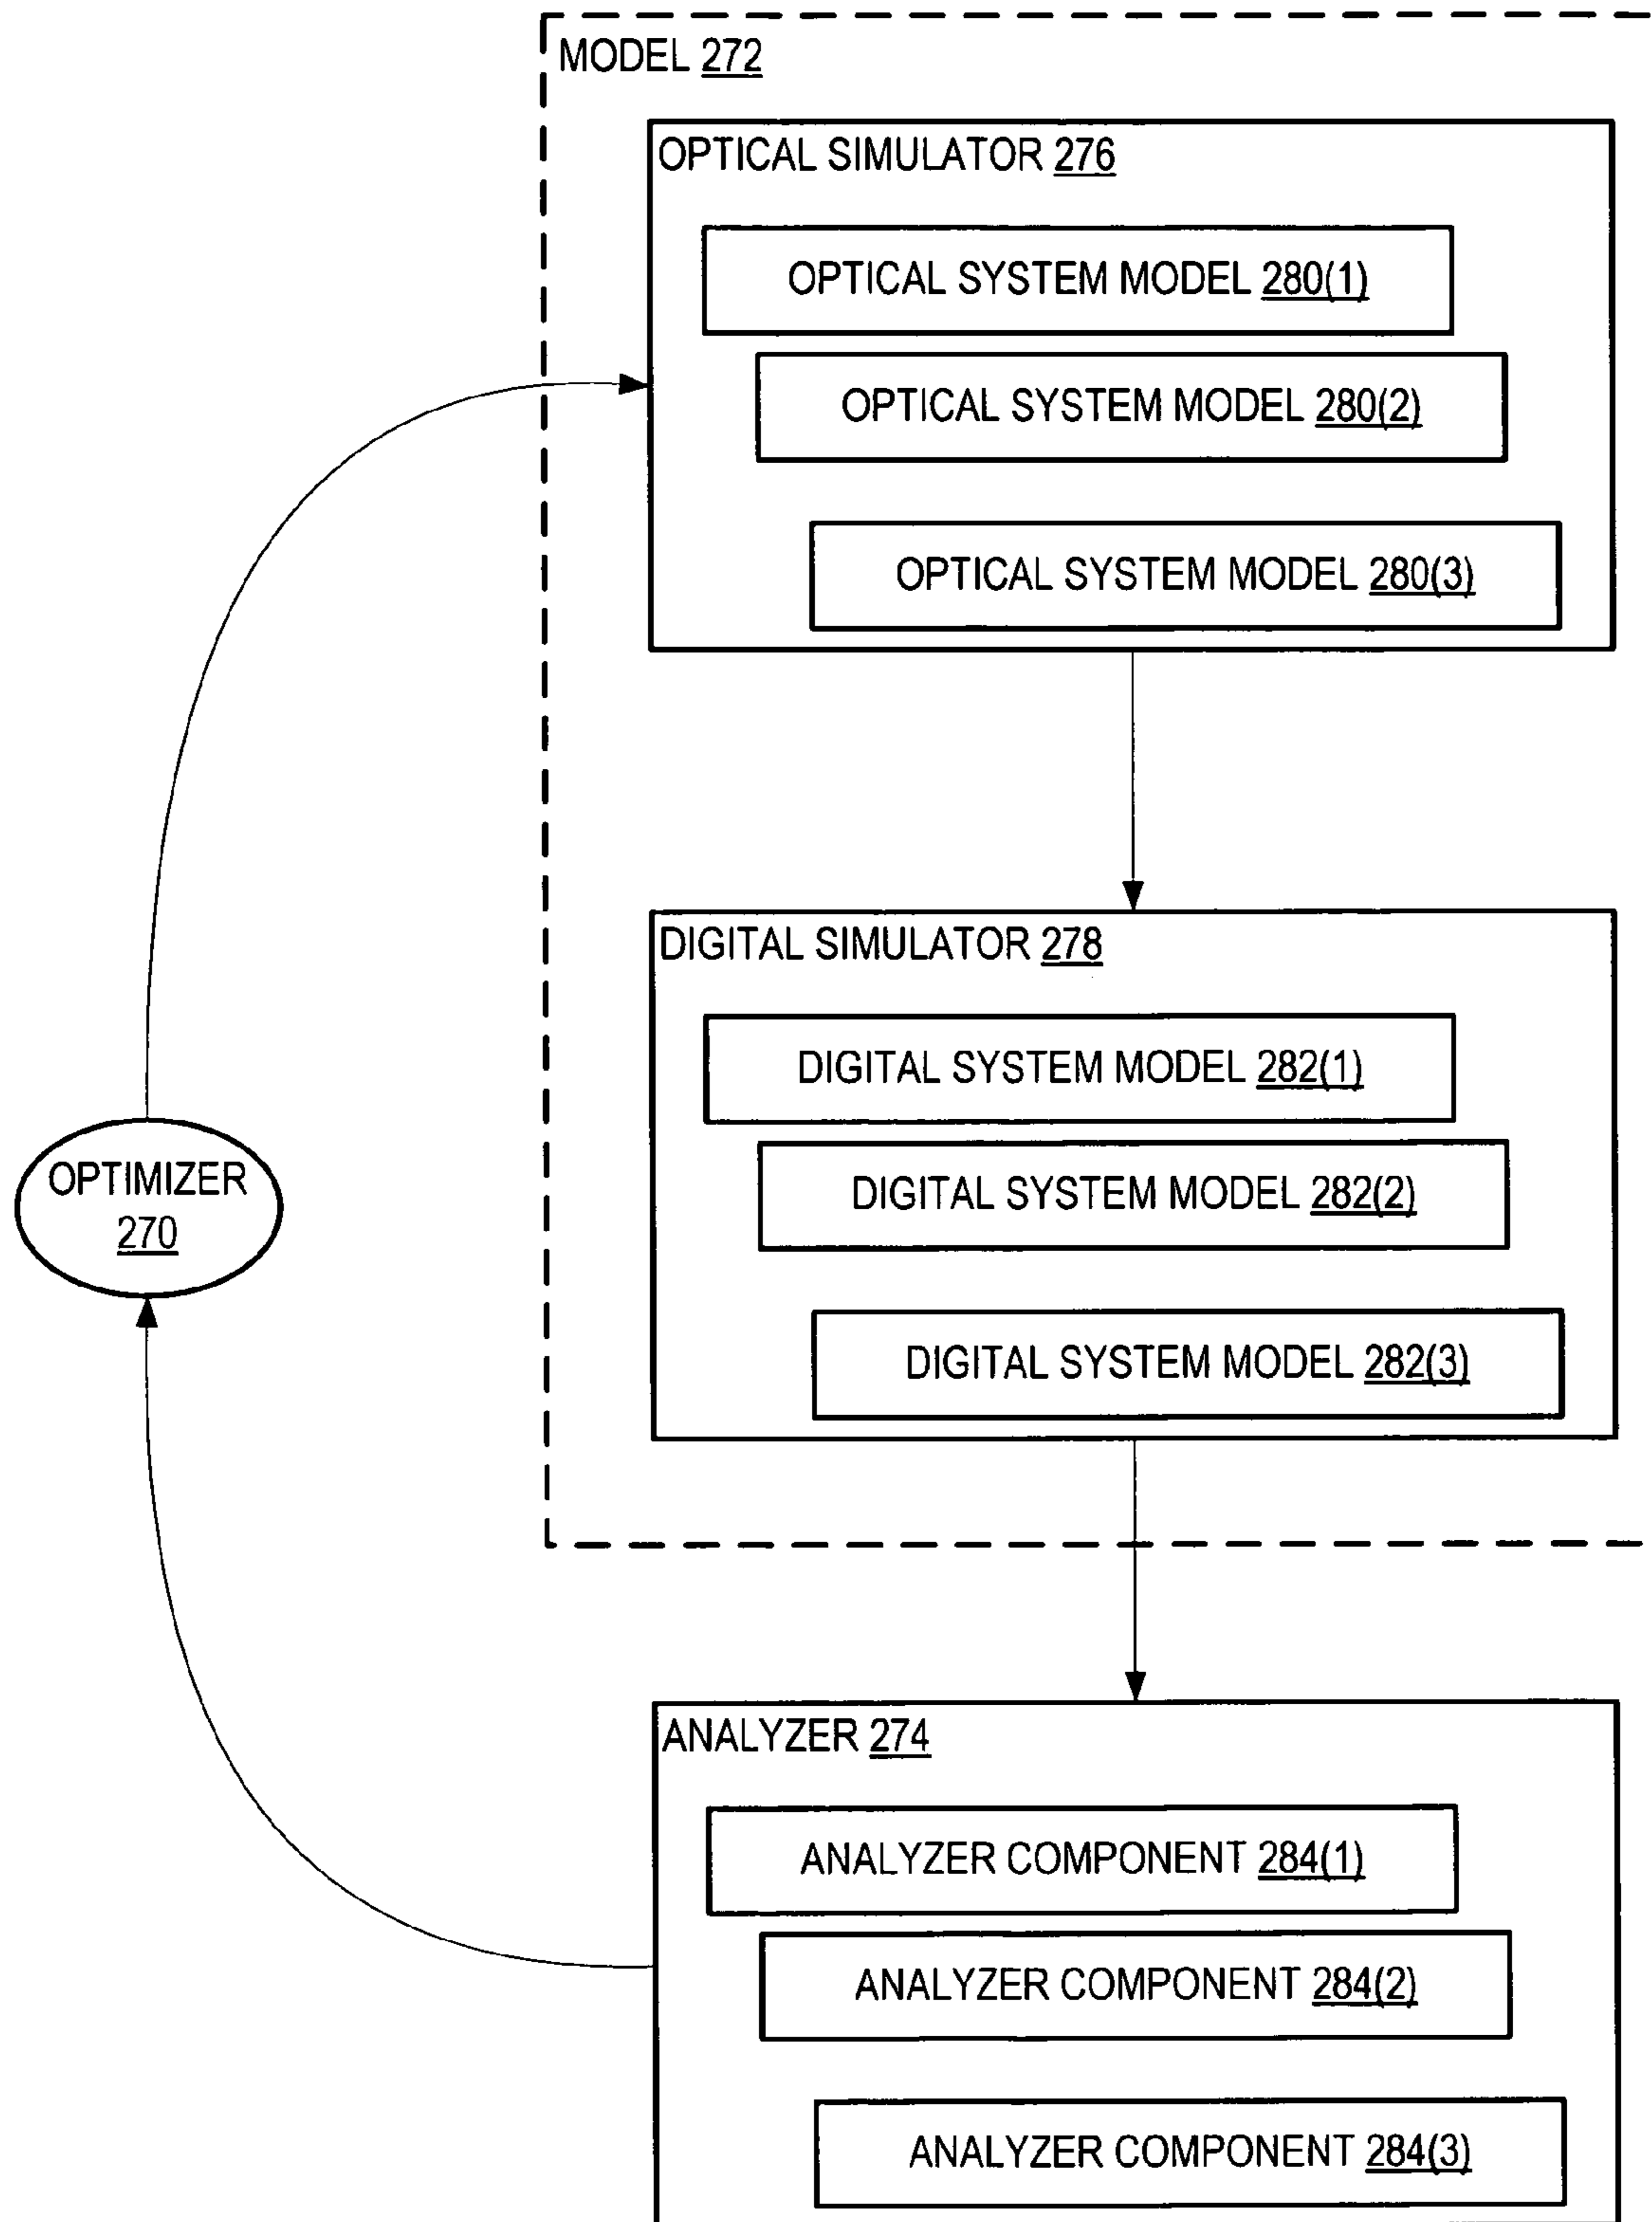 MODEL 272
OPTICAL SIMULATOR 276
OPTICAL SYSTEM MODEL 280(1)
OPTICAL SYSTEM MODEL 280(2)
OPTICAL SYSTEM MODEL 280(3)
DIGITAL SIMULATOR 278
DIGITAL SYSTEM MODEL 282(1)
DIGITAL SYSTEM MODEL 282(2)
DIGITAL SYSTEM MODEL 282(3)
OPTIMIZER
270
ANALYZER 274
ANALYZER COMPONENT 284(1)
ANALYZER COMPONENT 284(2)
ANALYZER COMPONENT 284(3)